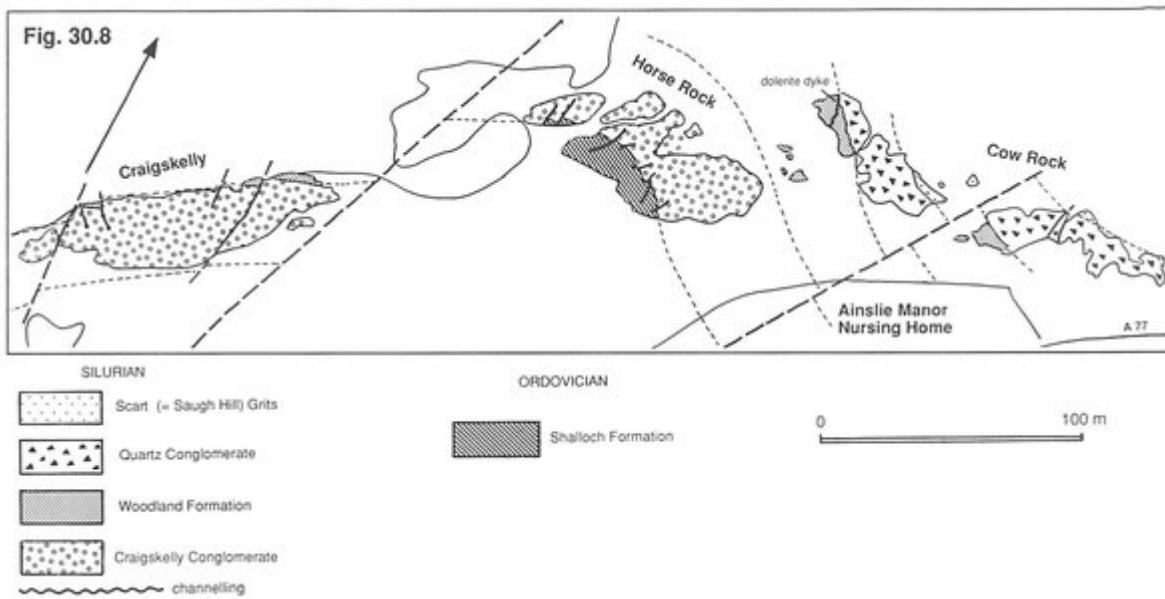 Fig. 30.8
Horse Rock
dolerite dyke
Craigskelly
Cow Rock
Ainslie Manor
Nursing Home
A 77
SILURIAN
Scart (= Saugh Hill) Grits
Quartz Conglomerate
Woodland Formation
Craigskelly Conglomerate
channelling
ORDOVICIAN
Shalloch Formation
0 100 m